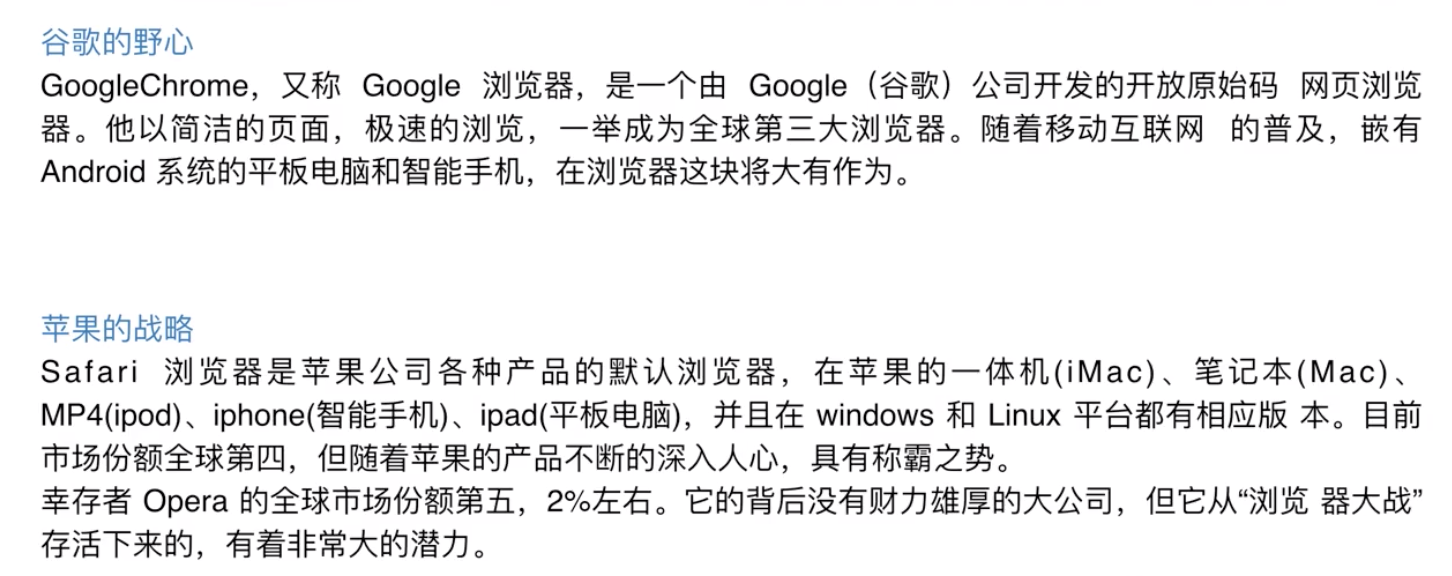 谷歌的野心
GoogleChrome，又称 Google 浏览器，是一个由 Google（谷歌）公司开发的开放原始码 网页浏览
器。他以简洁的页面，极速的浏览，一举成为全球第三大浏览器。随着移动互联网 的普及，嵌有
Android 系统的平板电脑和智能手机，在浏览器这块将大有作为。
苹果的战略
Safari 浏览器是苹果公司各种产品的默认浏览器，在苹果的一体机(iMac)、笔记本(Mac)、
MP4(ipod)、iphone(智能手机)、ipad(平板电脑)，并且在 windows 和 Linux 平台都有相应版 本。目前
市场份额全球第四，但随着苹果的产品不断的深入人心，具有称霸之势。
幸存者 Opera 的全球市场份额第五，2%左右。它的背后没有财力雄厚的大公司，但它从“浏览 器大战”
存活下来的，有着非常大的潜力。